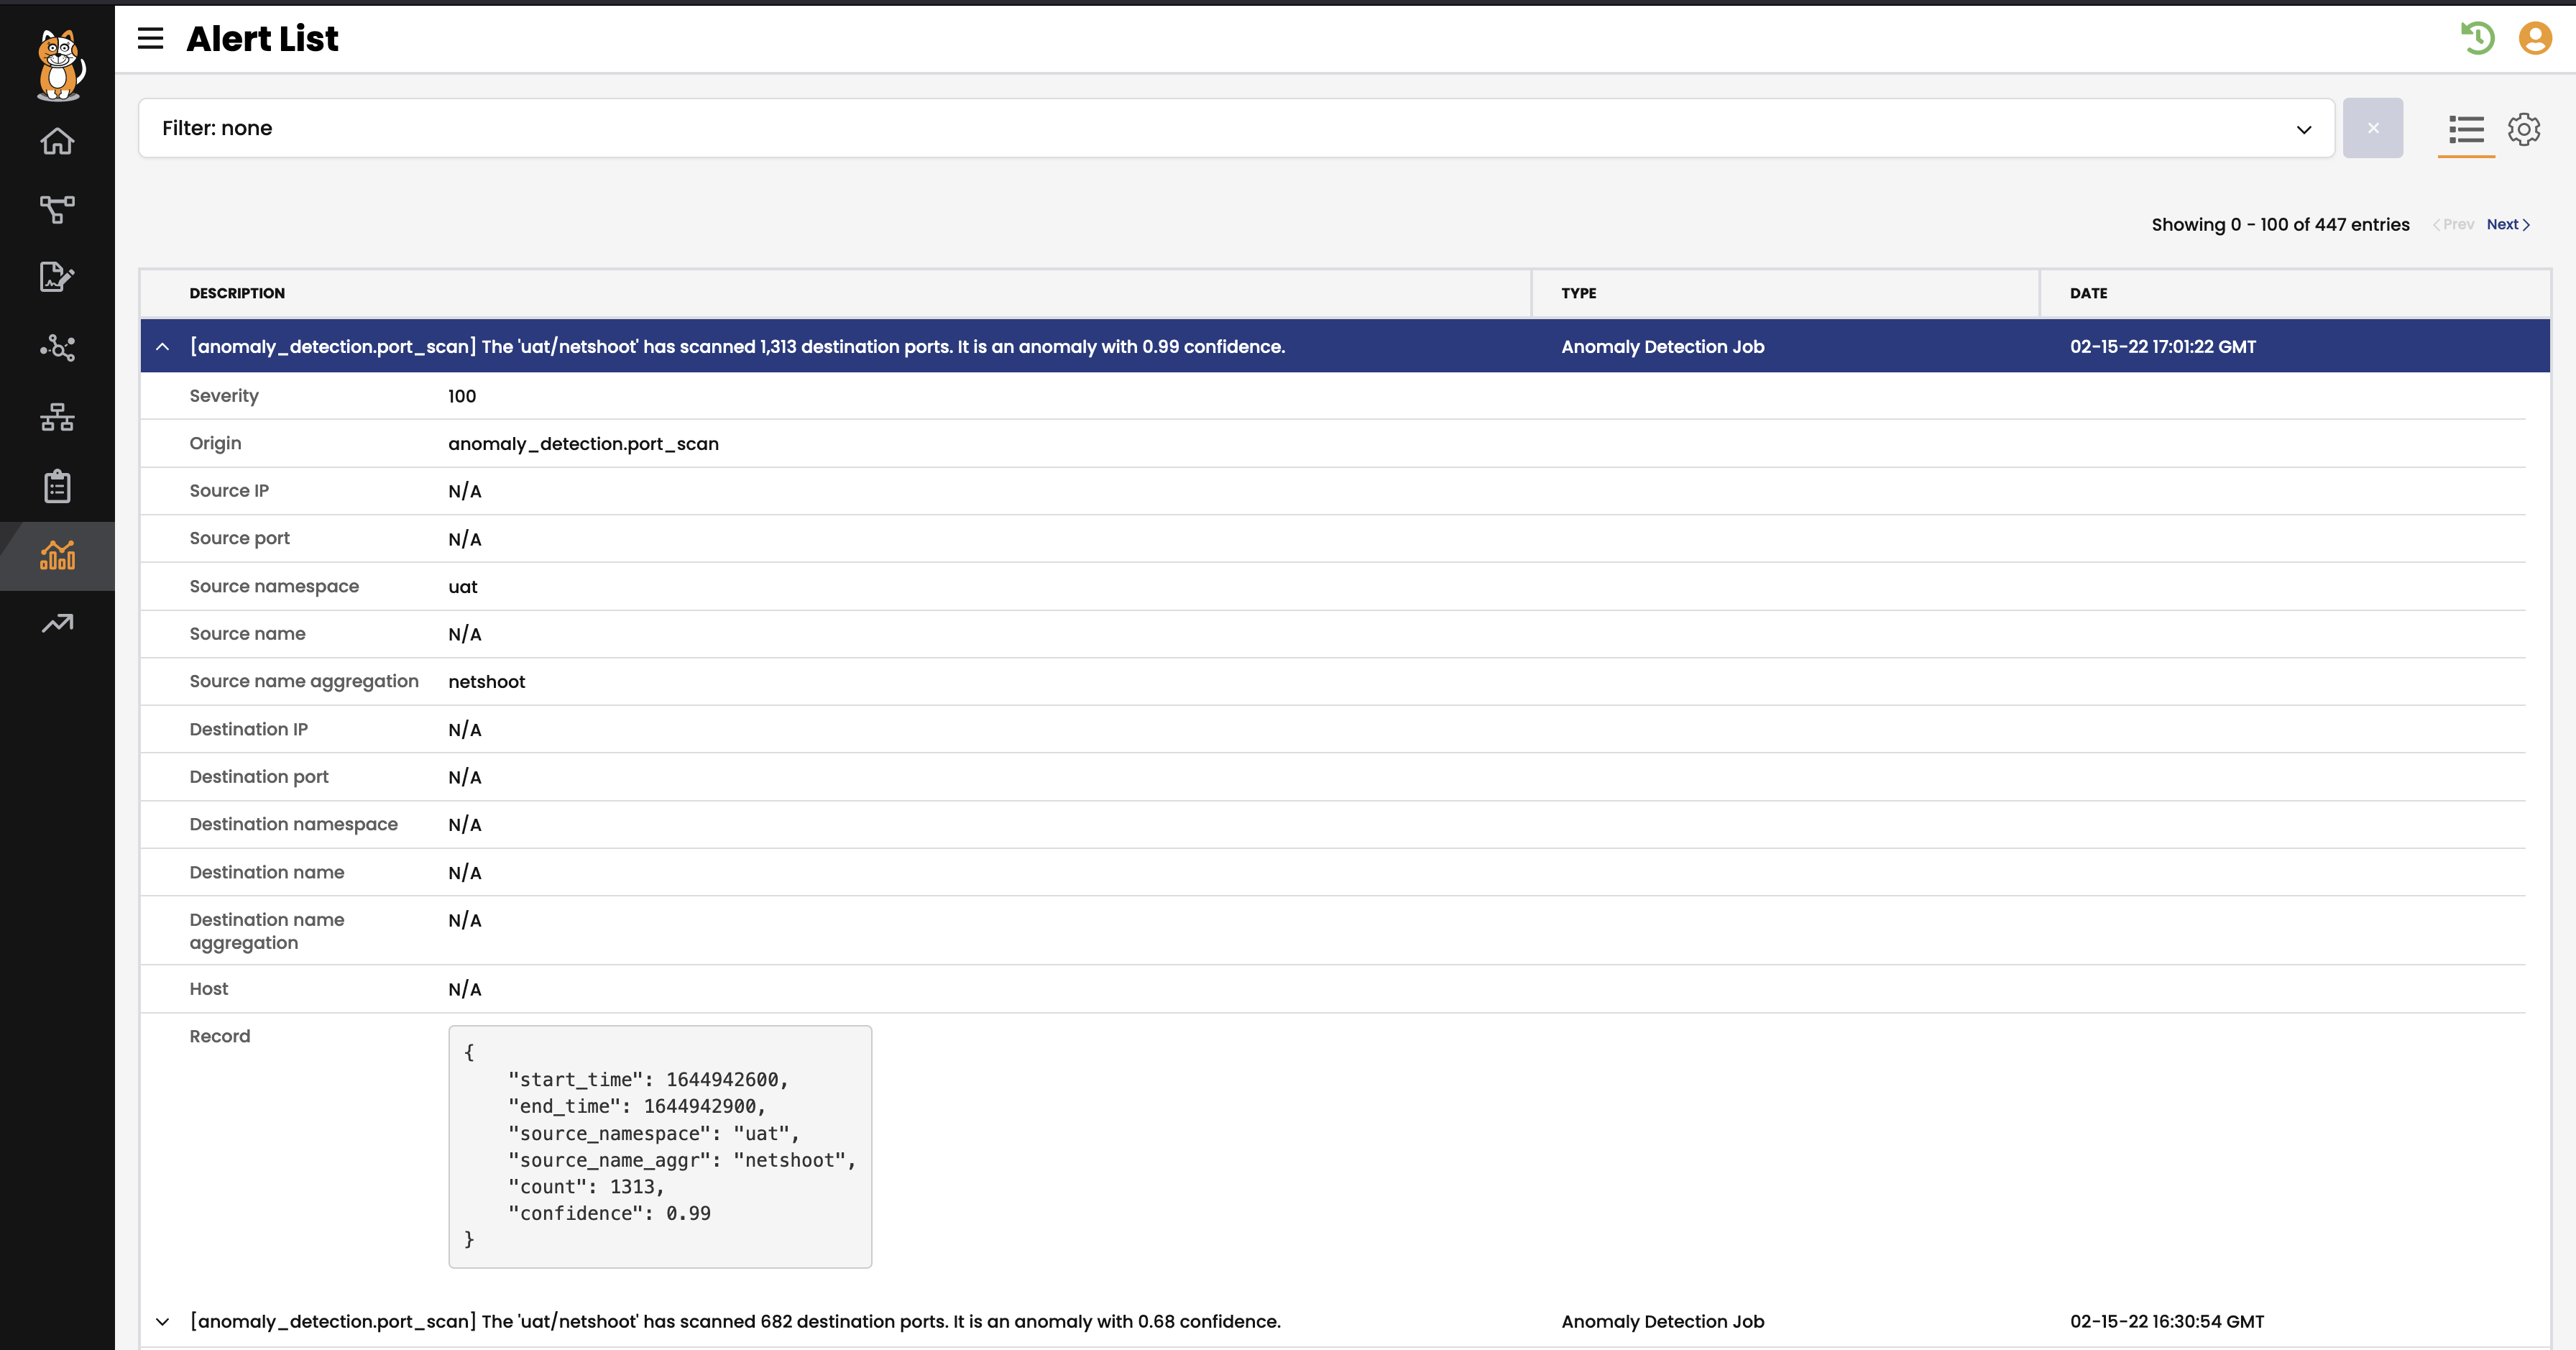 Alert List
Filter: none
Showing 0 - 100 of 447 entries Prev Next
DESCRIPTION TYPE DATE
[anomaly_detection.port_scan] The 'uat/netshoot' has scanned 1,313 destination ports. It is an anomaly with 0.99 confidence. Anomaly Detection Job 02-15-22 17:01:22 GMT
Severity 100
Origin anomaly_detection.port_scan
Source IP N/A
Source port N/A
Source namespace uat
Source name N/A
Source name aggregation netshoot
Destination IP N/A
Destination port N/A
Destination namespace N/A
Destination name N/A
Destination name N/A
aggregation
Host N/A
Record
{
"start_time": 1644942600,
"end_time": 1644942900,
"source_namespace": "uat",
"source_name_aggr": "netshoot",
"count": 1313,
"confidence": 0.99
}
[anomaly_detection.port_scan] The 'uat/netshoot' has scanned 682 destination ports. It is an anomaly with 0.68 confidence. Anomaly Detection Job 02-15-22 16:30:54 GMT